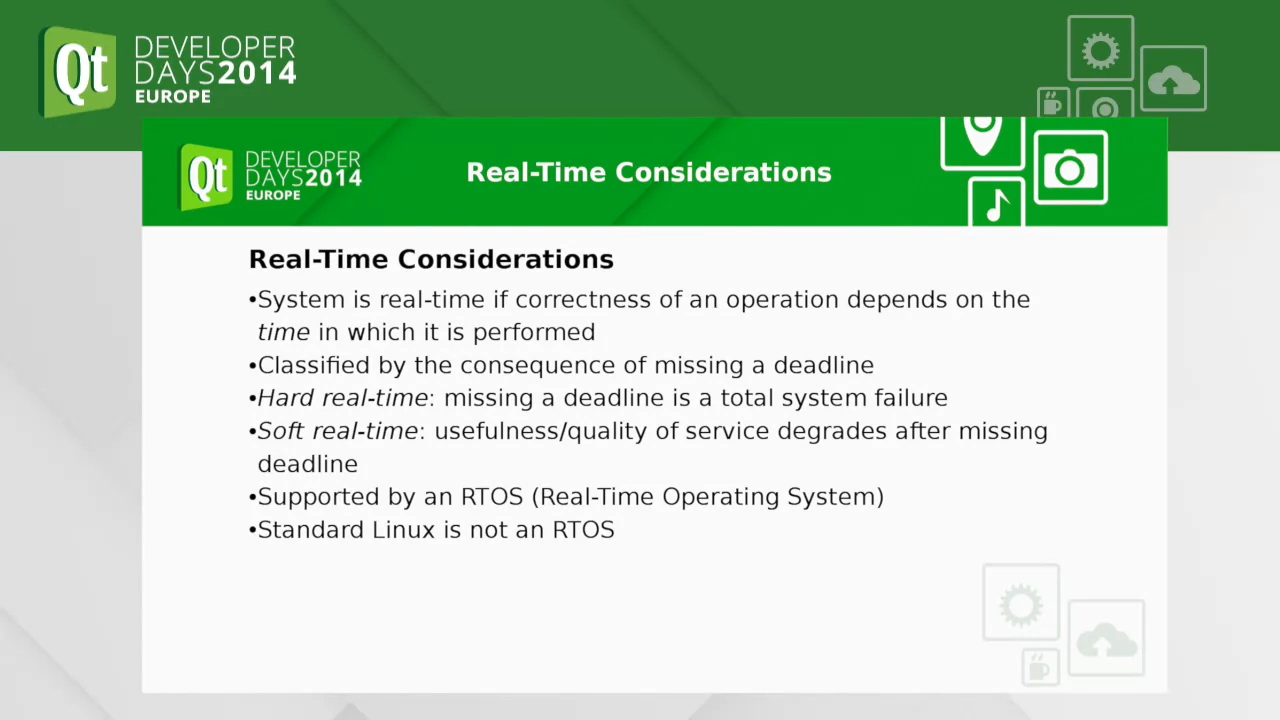 Qt
DEVELOPER
DAYS2014
EUROPE
Qt
DEVELOPER
DAYS2014
EUROPE
Real-Time Considerations
Real-Time Considerations
•System is real-time if correctness of an operation depends on the
time in which it is performed
•Classified by the consequence of missing a deadline
•Hard real-time: missing a deadline is a total system failure
•Soft real-time: usefulness/quality of service degrades after missing
deadline
•Supported by an RTOS (Real-Time Operating System)
•Standard Linux is not an RTOS